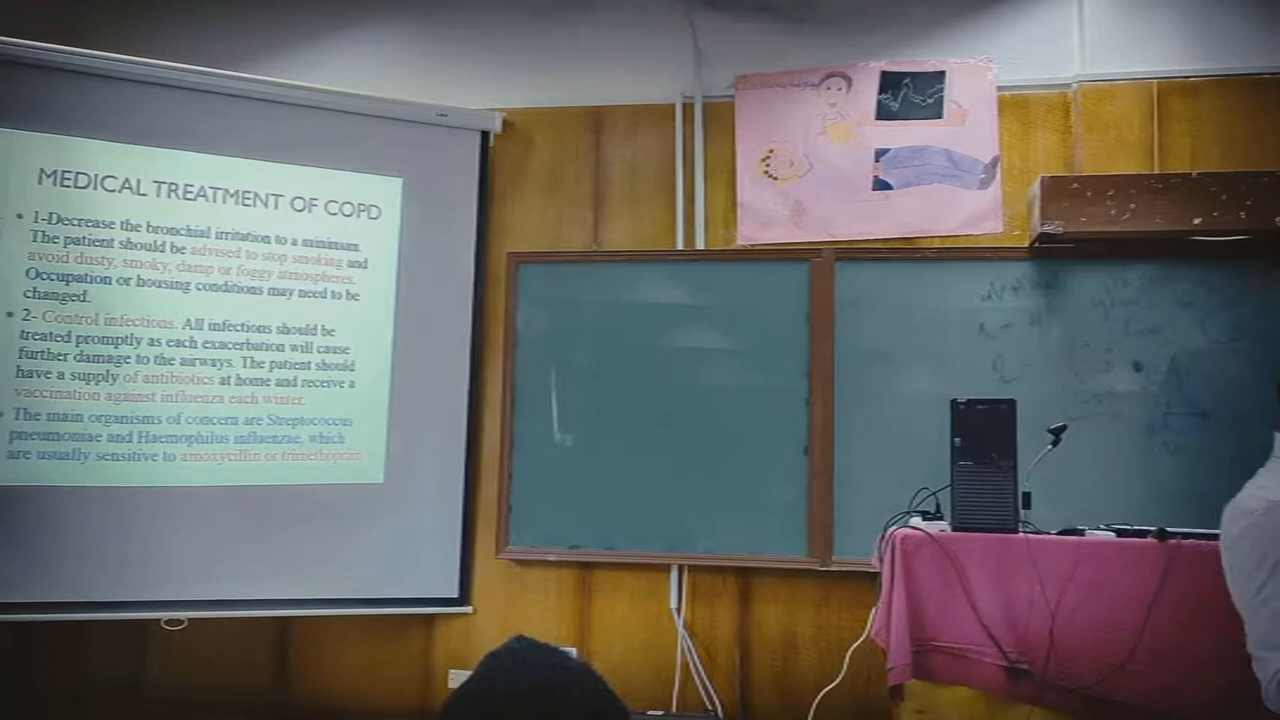 MEDICAL TREATMENT OF COPD
• 1-Decrease the bronchial irritation to a minimum.
The patient should be advised to stop smoking and
avoid dusty, smoky, damp or foggy atmospheres.
Occupation or housing conditions may need to be
changed.
• 2- Control infections. All infections should be
treated promptly as each exacerbation will cause
further damage to the airways. The patient should
have a supply of antibiotics at home and receive a
vaccination against influenza each winter.
• The main organisms of concern are Streptococcus
pneumoniae and Haemophilus influenzae, which
are usually sensitive to amoxycillin or trimethoprim